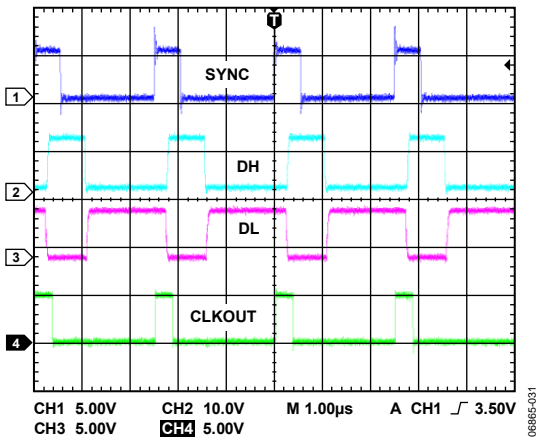 T
SYNC
1
DH
2
DL
3
CLKOUT
4
CH1 5.00V CH2 10.0V M 1.00µs A CH1 3.50V
CH3 5.00V CH4 5.00V
06865-031